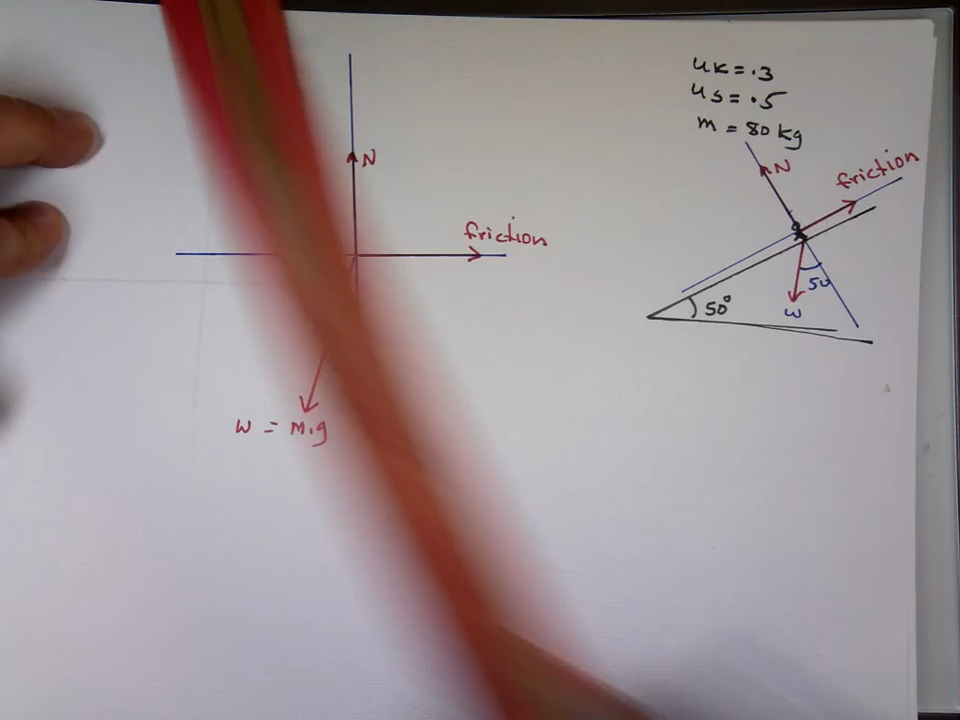 N
friction
W = m.g
uk = .3
us = .5
m = 80 kg
N
friction
50°
50
w